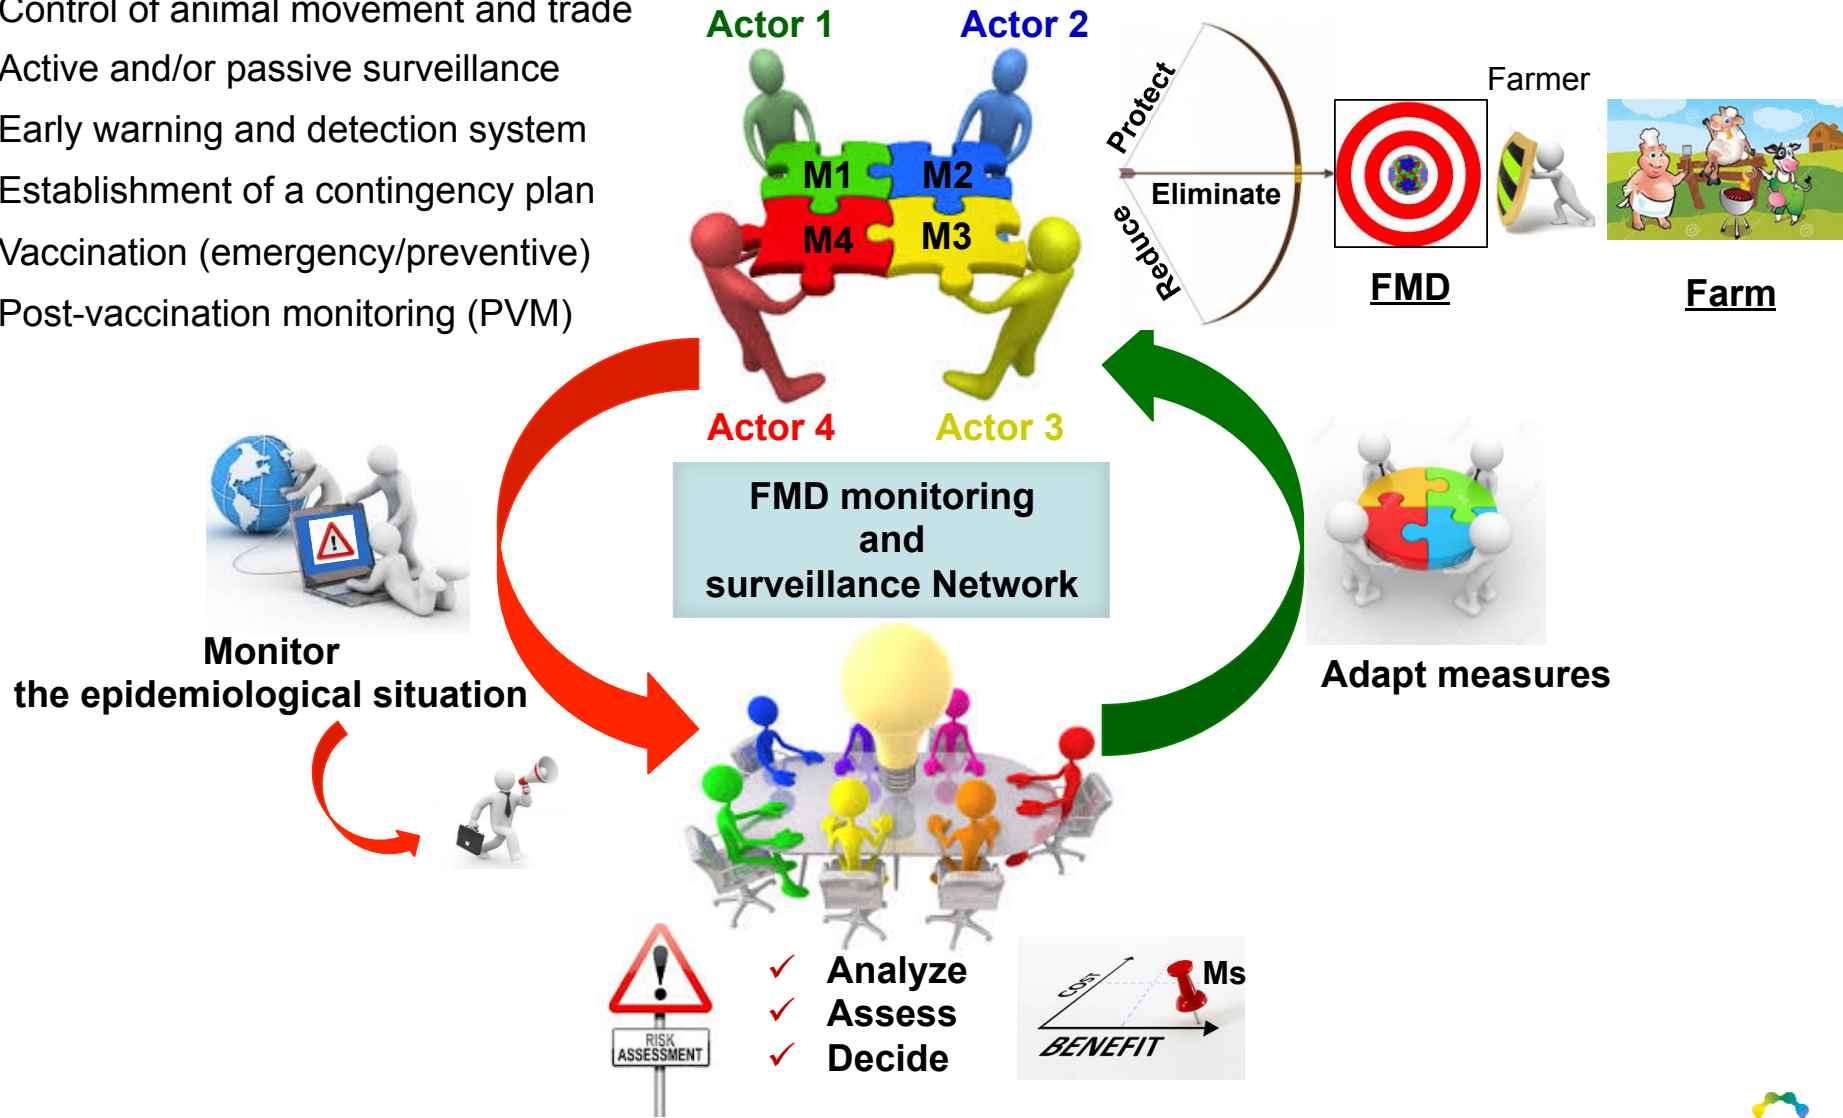 Control of animal movement and trade
Active and/or passive surveillance
Early warning and detection system
Establishment of a contingency plan
Vaccination (emergency/preventive)
Post-vaccination monitoring (PVM)
Actor 1
Actor 2
M1
M2
M4
M3
Actor 4
Actor 3
Protect
Eliminate
Reduce
FMD
Farmer
Farm
FMD monitoring
and
surveillance Network
Monitor
the epidemiological situation
Adapt measures
RISK
ASSESSMENT
✓ Analyze
✓ Assess
✓ Decide
COST
Ms
BENEFIT